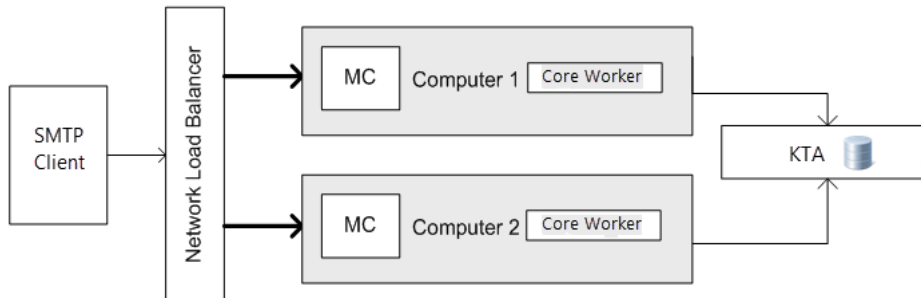 SMTP
Client
Network Load Balancer
MC
Computer 1
Core Worker
MC
Computer 2
Core Worker
KTA